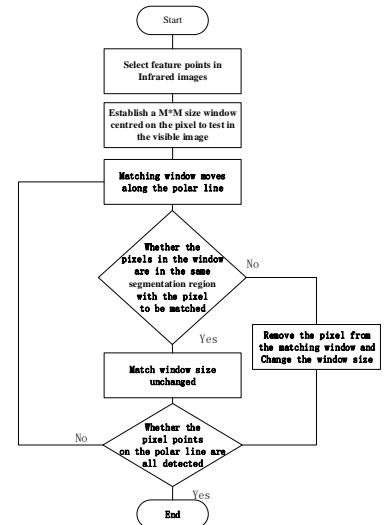 Start
Select feature points in
Infrared images
Establish a M*M size window
centred on the pixel to test in
the visible image
Matching window moves
along the polar line
Whether the
pixels in the window
are in the same
segmentation region
with the pixel
to be matched
No
Yes
Remove the pixel from
the matching window and
Change the window size
Match window size
unchanged
Whether the
pixel points
on the polar line are
all detected
No
Yes
End